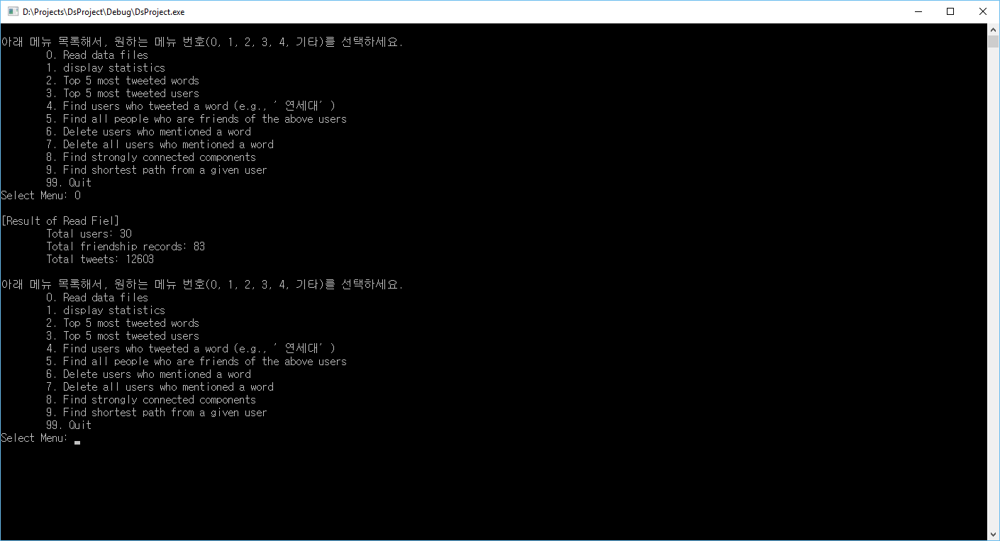 D:\Projects\DsProject\Debug\DsProject.exe
아래 메뉴 목록해서, 원하는 메뉴 번호(0, 1, 2, 3, 4, 기타)를 선택하세요.
0. Read data files
1. display statistics
2. Top 5 most tweeted words
3. Top 5 most tweeted users
4. Find users who tweeted a word (e.g., ’연세대’)
5. Find all people who are friends of the above users
6. Delete users who mentioned a word
7. Delete all users who mentioned a word
8. Find strongly connected components
9. Find shortest path from a given user
99. Quit
Select Menu: 0
[Result of Read Fiel]
Total users: 30
Total friendship records: 83
Total tweets: 12603
아래 메뉴 목록해서, 원하는 메뉴 번호(0, 1, 2, 3, 4, 기타)를 선택하세요.
0. Read data files
1. display statistics
2. Top 5 most tweeted words
3. Top 5 most tweeted users
4. Find users who tweeted a word (e.g., ’연세대’)
5. Find all people who are friends of the above users
6. Delete users who mentioned a word
7. Delete all users who mentioned a word
8. Find strongly connected components
9. Find shortest path from a given user
99. Quit
Select Menu: